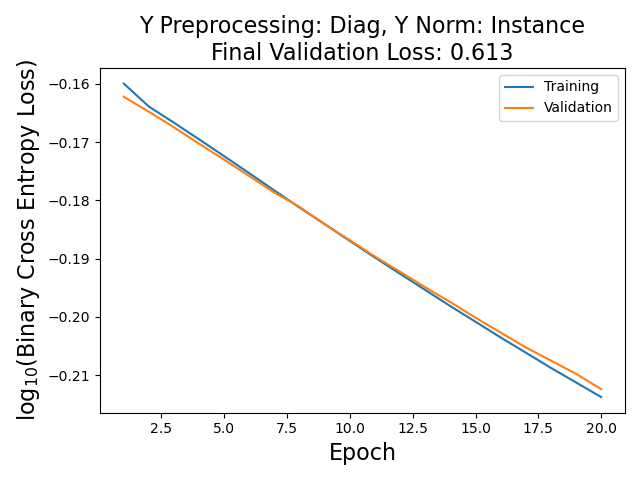 Y Preprocessing: Diag, Y Norm: Instance
Final Validation Loss: 0.613
log₁₀(Binary Cross Entropy Loss)
−0.16
−0.17
−0.18
−0.19
−0.20
−0.21
Training
Validation
2.5 5.0 7.5 10.0 12.5 15.0 17.5 20.0
Epoch